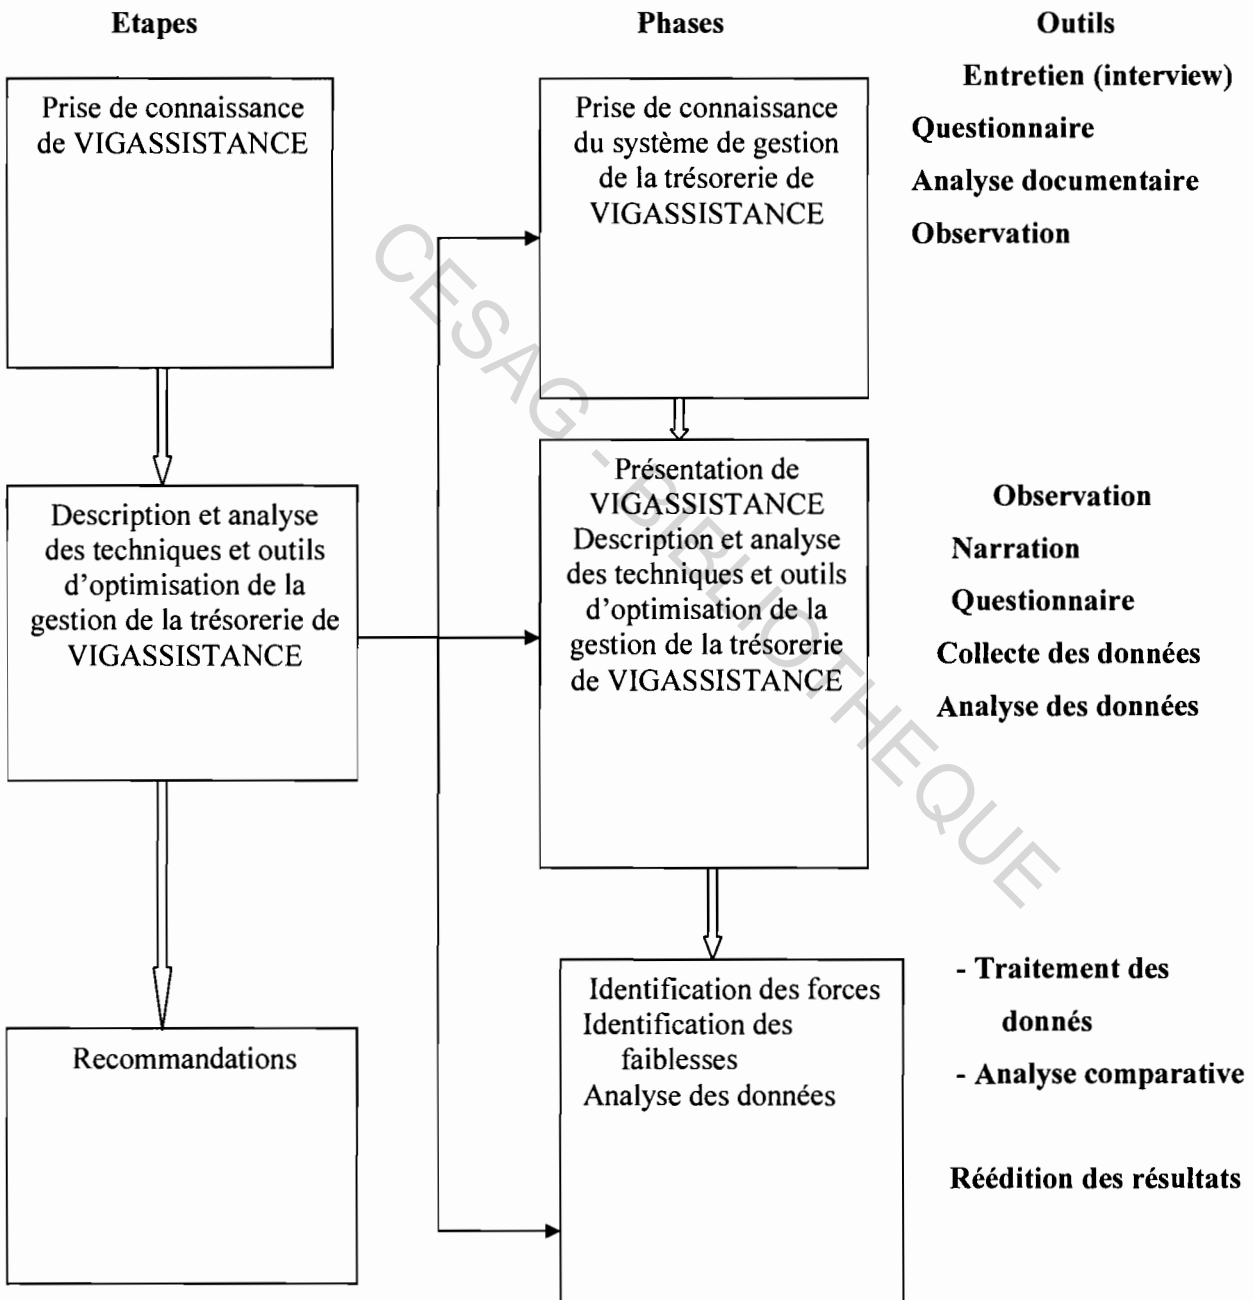 Etapes
Phases
Outils
Prise de connaissance
de VIGASSISTANCE
Prise de connaissance
du système de gestion
de la trésorerie de
VIGASSISTANCE
Entretien (interview)
Questionnaire
Analyse documentaire
Observation
Description et analyse
des techniques et outils
d'optimisation de la
gestion de la trésorerie de
VIGASSISTANCE
Présentation de
VIGASSISTANCE
Description et analyse
des techniques et outils
d'optimisation de la
gestion de la trésorerie
de VIGASSISTANCE
Observation
Narration
Questionnaire
Collecte des données
Analyse des données
Recommandations
Identification des forces
Identification des
faiblesses
Analyse des données
- Traitement des
donnés
- Analyse comparative
Réédition des résultats
CESAG - BIBLIOTHEQUE